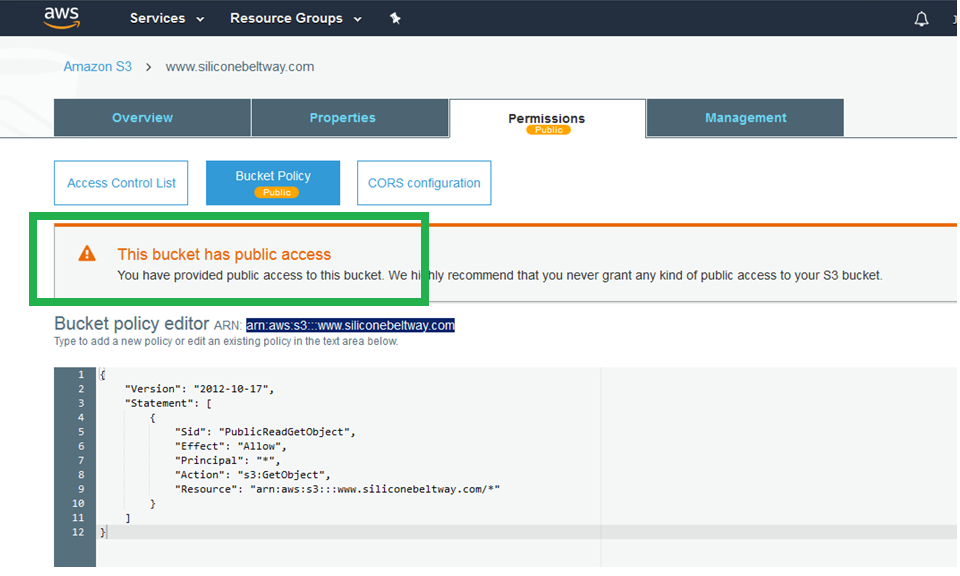 aws Services Resource Groups
Amazon S3 > www.siliconebeltway.com
Overview Properties Permissions Management
Public
Access Control List Bucket Policy CORS configuration
Public
This bucket has public access
You have provided public access to this bucket. We highly recommend that you never grant any kind of public access to your S3 bucket.
Bucket policy editor ARN: arn:aws:s3:::www.siliconebeltway.com
Type to add a new policy or edit an existing policy in the text area below.
1 {
2 "Version": "2012-10-17",
3 "Statement": [
4 {
5 "Sid": "PublicReadGetObject",
6 "Effect": "Allow",
7 "Principal": "*",
8 "Action": "s3:GetObject",
9 "Resource": "arn:aws:s3:::www.siliconebeltway.com/*"
10 }
11 ]
12 }